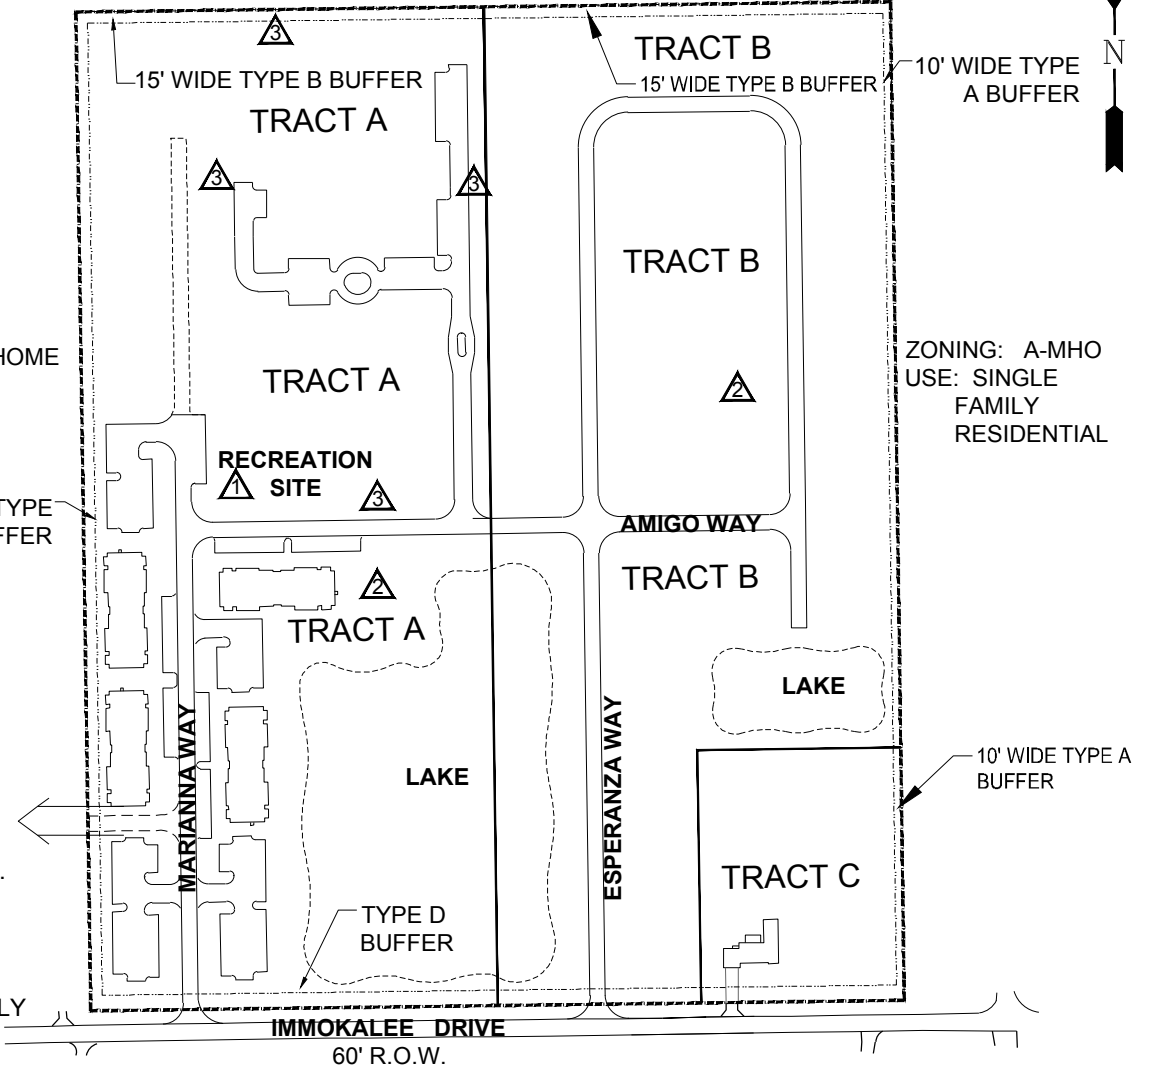 3
TRACT B
15' WIDE TYPE B BUFFER
15' WIDE TYPE B BUFFER
10' WIDE TYPE
A BUFFER
N
TRACT A
3
3
TRACT B
HOME
ZONING: A-MHO
USE: SINGLE
FAMILY
RESIDENTIAL
TRACT A
2
RECREATION
SITE
1
3
TYPE
FFER
AMIGO WAY
TRACT B
2
TRACT A
LAKE
MARIANNA WAY
LAKE
ESPERANZA WAY
10' WIDE TYPE A
BUFFER
TRACT C
TYPE D
BUFFER
LY
IMMOKALEE DRIVE
60' R.O.W.